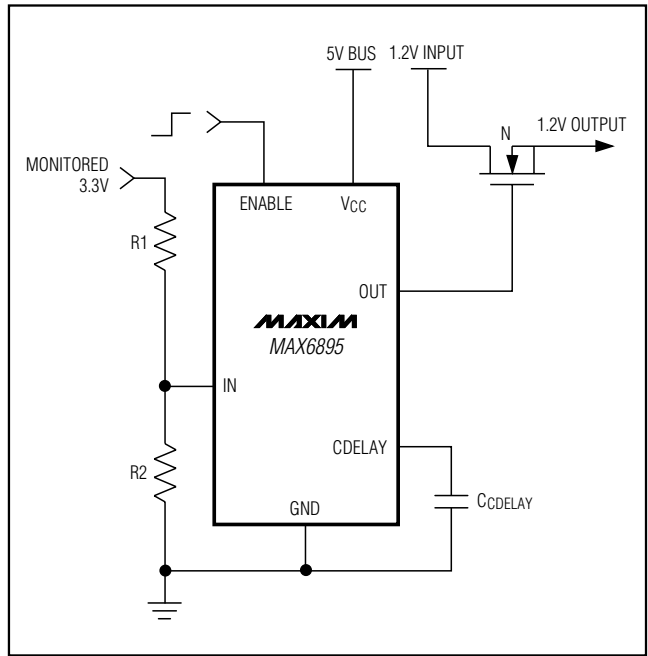 5V BUS
1.2V INPUT
N
1.2V OUTPUT
MONITORED
3.3V
ENABLE
VCC
R1
OUT
MAXIM
MAX6895
IN
CDELAY
R2
CCDELAY
GND